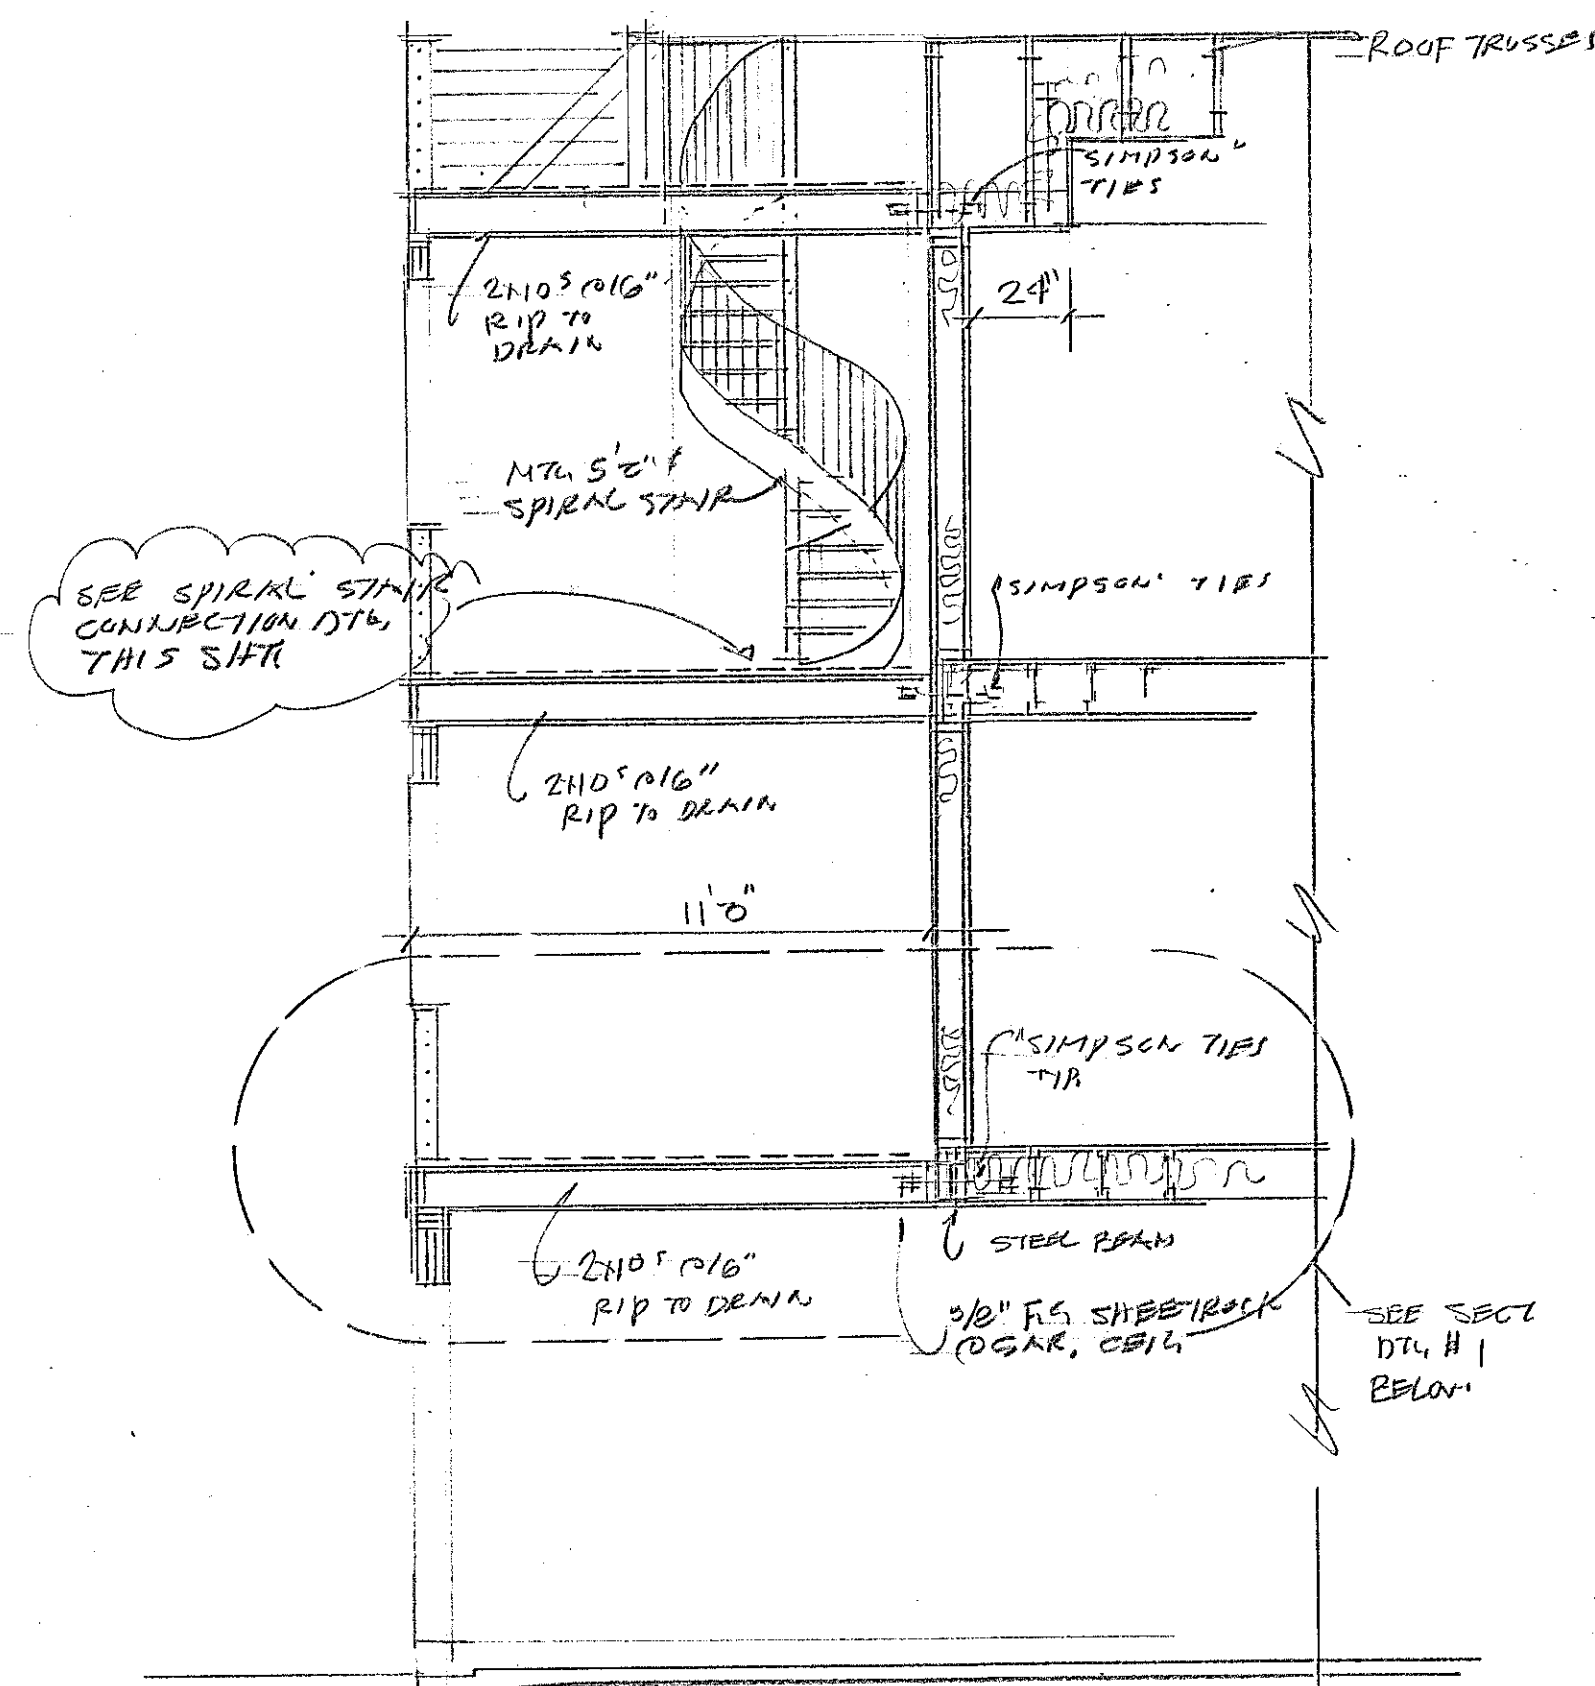 ROOF TRUSSES
"SIMPSON"
TIES
2X10s @16"
RIP TO
DRAIN
24"
MTL 5'0" ϕ
SPIRAL STAIR
SEE SPIRAL STAIR
CONNECTION DTL
THIS SHT
"SIMPSON" TIES
2X10s @16"
RIP TO DRAIN
11'0"
"SIMPSON TIES
TYP.
STEEL BEAM
2X10s @16"
RIP TO DRAIN
5/8" SHEETROCK
@ GAR. CEIL
SEE SECT
DTL # 1
BELOW